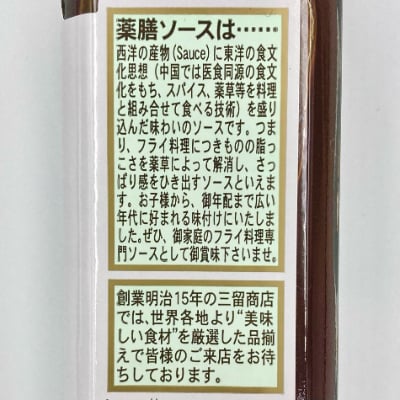 薬膳ソースは……
西洋の産物(Sauce)に東洋の食文
化思想(中国では医食同源の食文
化をもち、スパイス、薬草等を料理
と組み合せて食べる技術)を盛り
込んだ味わいのソースです。つま
り、フライ料理につきものの脂っ
こさを薬草によって解消し、さっ
ぱり感をひき出すソースといえま
す。お子様から、御年配まで広い
年代に好まれる味付けにいたしま
した。ぜひ、御家庭のフライ料理専
門ソースとして御賞味下さいませ。
創業明治15年の三留商店
では、世界各地より“美味
しい食材”を厳選した品揃
えで皆様のご来店をお待
ちしております。